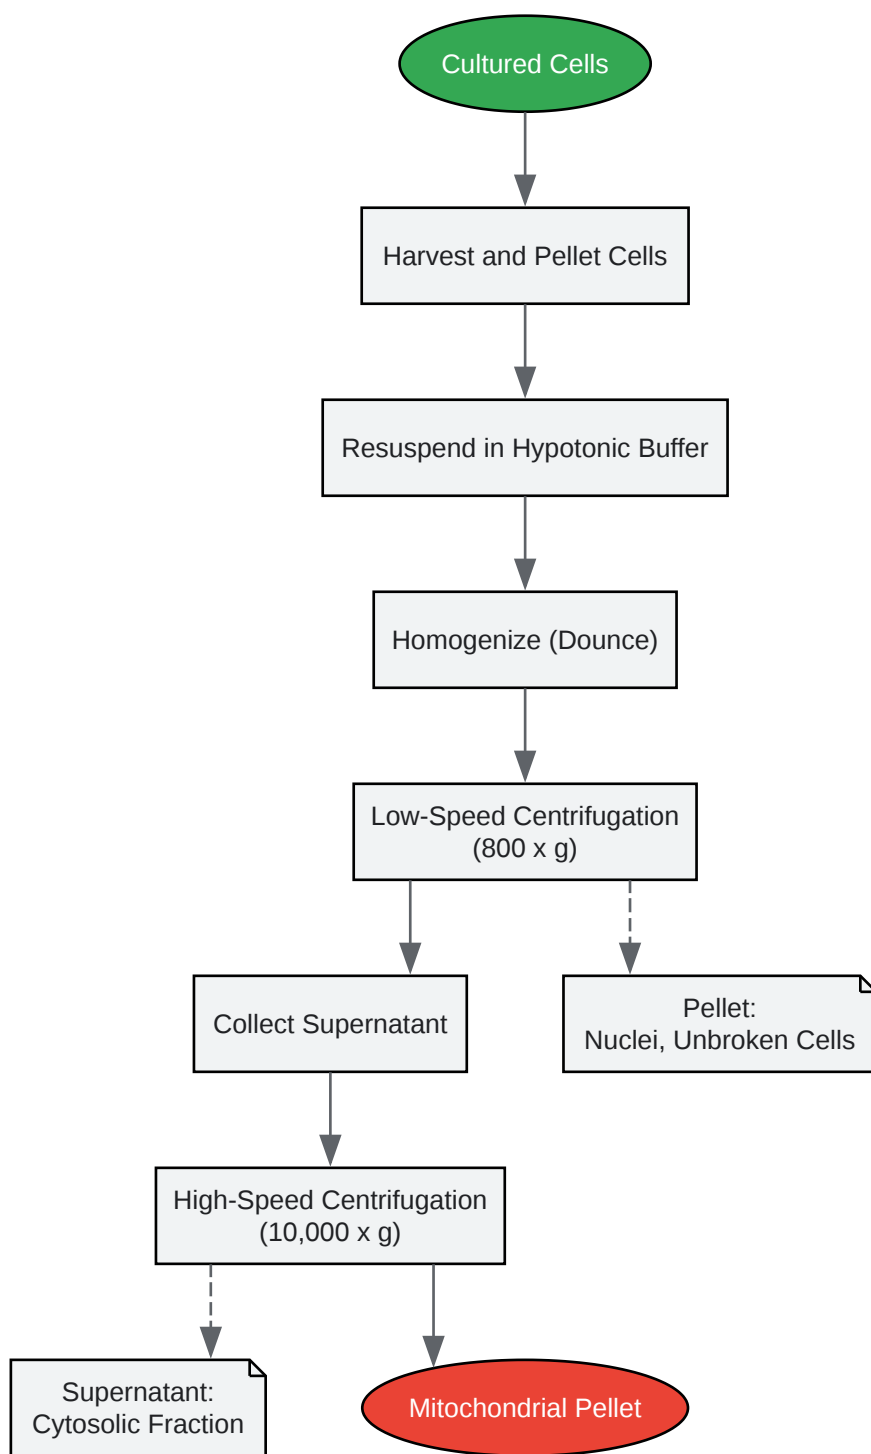 Cultured Cells
Harvest and Pellet Cells
Resuspend in Hypotonic Buffer
Homogenize (Dounce)
Low-Speed Centrifugation
(800 x g)
Collect Supernatant
Pellet:
Nuclei, Unbroken Cells
High-Speed Centrifugation
(10,000 x g)
Supernatant:
Cytosolic Fraction
Mitochondrial Pellet